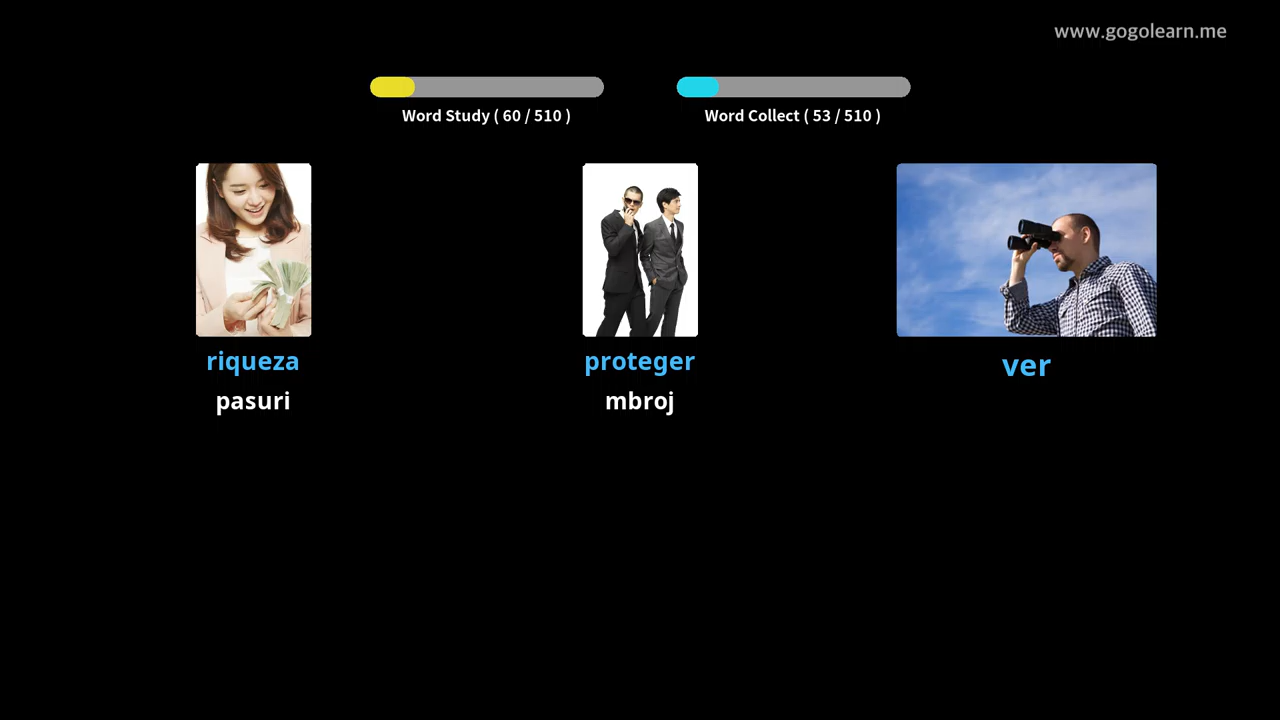 www.gogolearn.me
Word Study ( 60 / 510 )
Word Collect ( 53 / 510 )
riqueza
pasuri
proteger
mbroj
ver